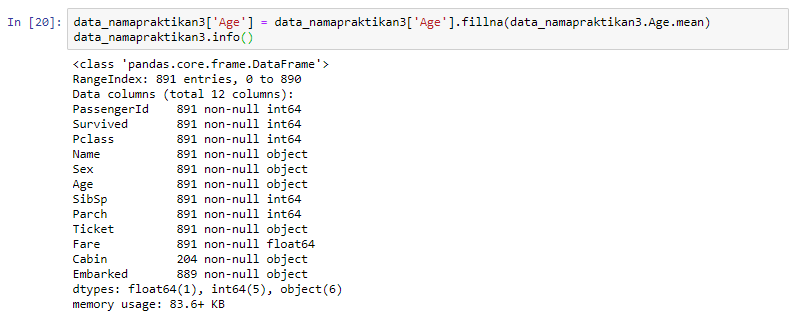 In [20]: data_namapraktikan3['Age'] = data_namapraktikan3['Age'].fillna(data_namapraktikan3.Age.mean)
data_namapraktikan3.info()
<class 'pandas.core.frame.DataFrame'>
RangeIndex: 891 entries, 0 to 890
Data columns (total 12 columns):
PassengerId    891 non-null int64
Survived       891 non-null int64
Pclass         891 non-null int64
Name           891 non-null object
Sex            891 non-null object
Age            891 non-null object
SibSp          891 non-null int64
Parch          891 non-null int64
Ticket         891 non-null object
Fare           891 non-null float64
Cabin          204 non-null object
Embarked       889 non-null object
dtypes: float64(1), int64(5), object(6)
memory usage: 83.6+ KB